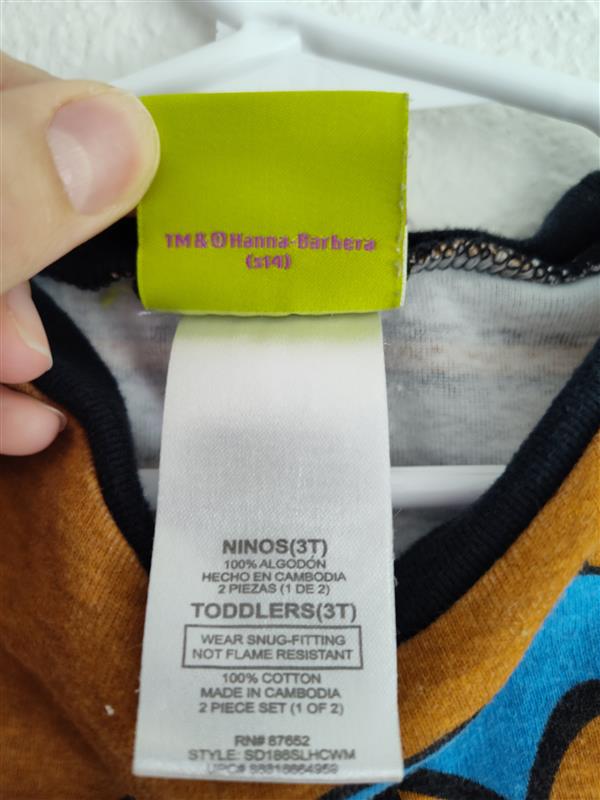 TM & © Hanna-Barbera
(s14)
NINOS(3T)
100% ALGODÓN
HECHO EN CAMBODIA
2 PIEZAS (1 DE 2)
TODDLERS(3T)
WEAR SNUG-FITTING
NOT FLAME RESISTANT
100% COTTON
MADE IN CAMBODIA
2 PIECE SET (1 OF 2)
RN# 87652
STYLE: SD186SLHCWM
UPC#